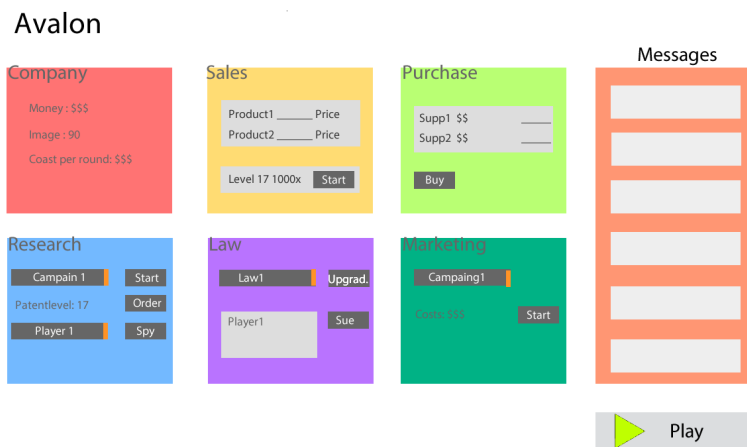 Avalon
Company
Money : $$$
Image : 90
Coast per round: $$$
Sales
Product1 ______ Price
Product2 ______ Price
Level 17 1000x Start
Purchase
Supp1 $$ _____
Supp2 $$ _____
Buy
Messages
Research
Campain 1 Start
Patentlevel: 17 Order
Player 1 Spy
Law
Law1 Upgrad.
Player1 Sue
Marketing
Campaing1
Costs: $$$ Start
Play